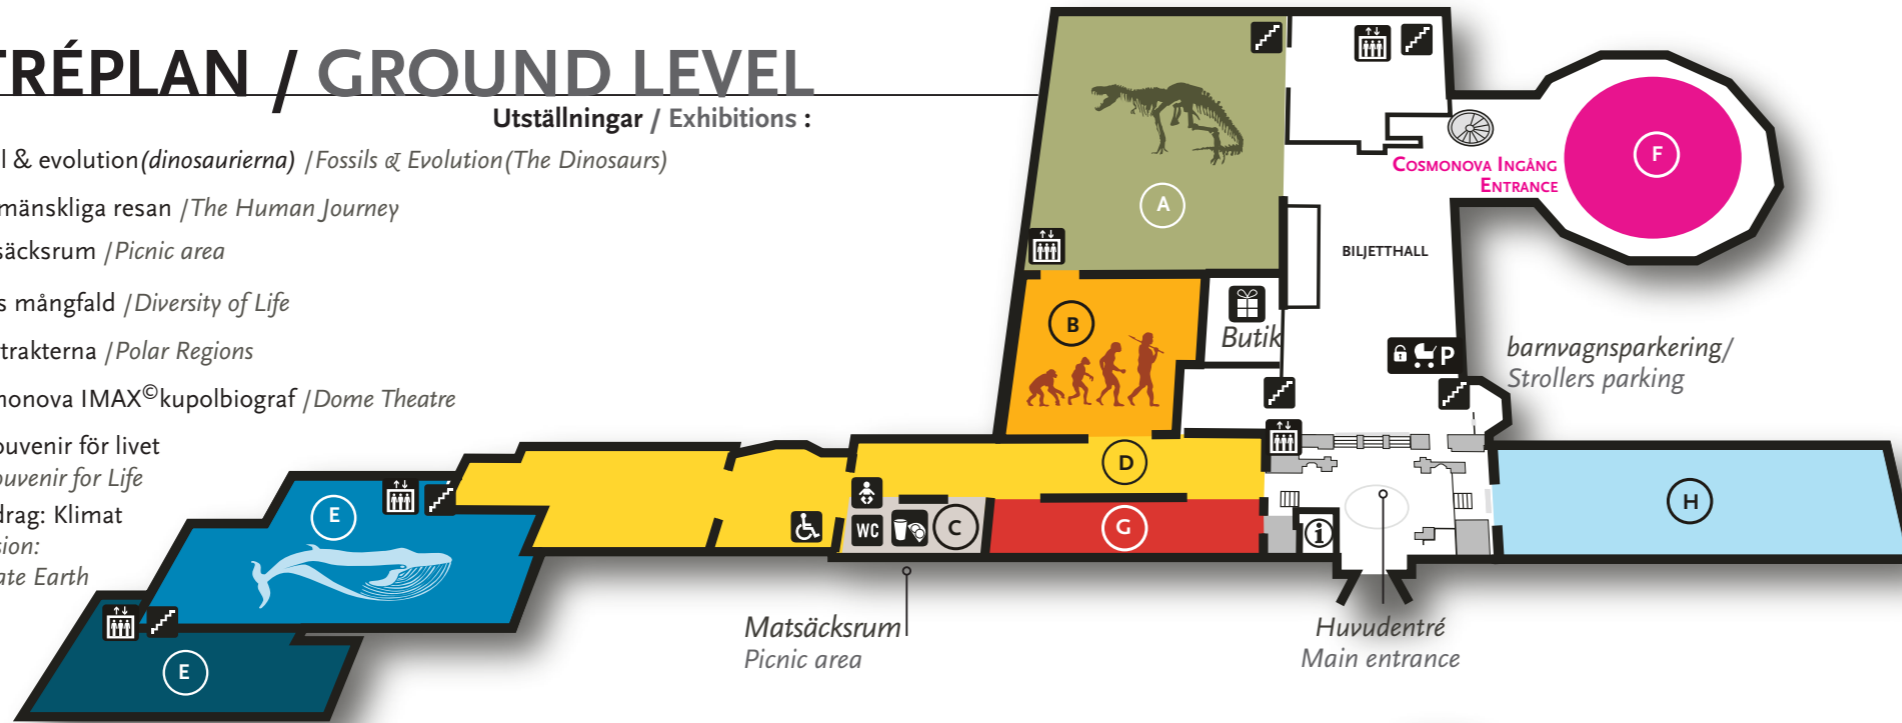 TRÉPLAN / GROUND LEVEL
Utställningar / Exhibitions :
l & evolution(dinosaurierna) /Fossils & Evolution(The Dinosaurs)
mänskliga resan /The Human Journey
säcksrum /Picnic area
s mångfald /Diversity of Life
trakterna /Polar Regions
monova IMAX©kupolbiograf /Dome Theatre
ouvenir för livet
ouvenir for Life
drag: Klimat
sion:
ate Earth
A
COSMONOVA INGÅNG
ENTRANCE
F
BILJETTHALL
B
Butik
P
barnvagnsparkering/
Strollers parking
D
E
WC
C
G
i
H
E
Matsäcksrum
Picnic area
Huvudentré
Main entrance